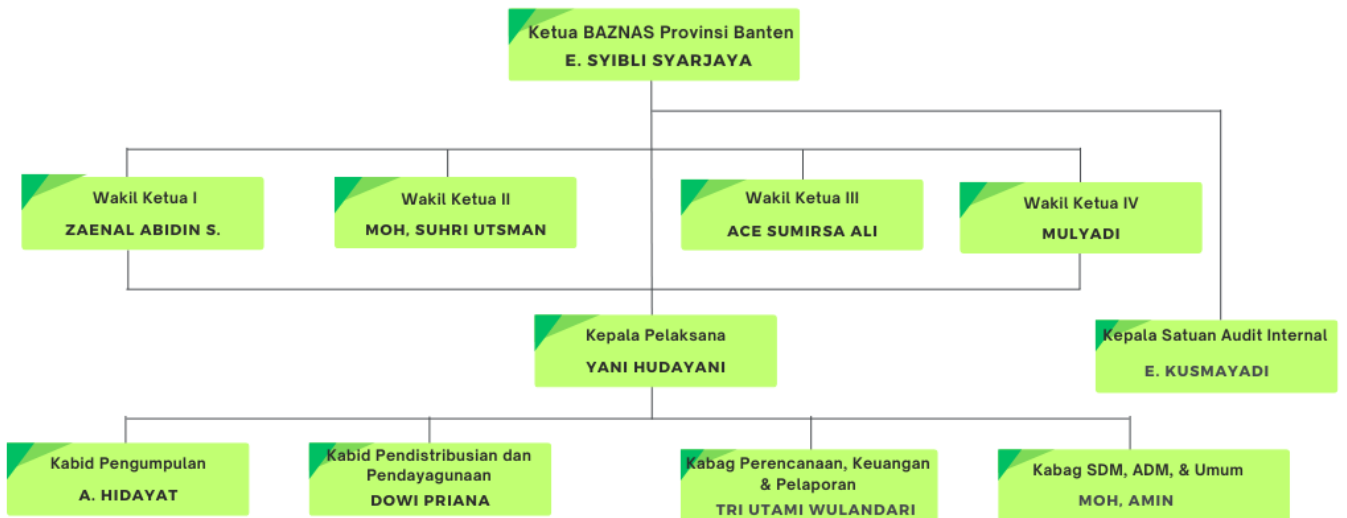 Ketua BAZNAS Provinsi Banten
E. SYIBLI SYARJAYA
Wakil Ketua I
ZAENAL ABIDIN S.
Wakil Ketua II
MOH, SUHRI UTSMAN
Wakil Ketua III
ACE SUMIRSA ALI
Wakil Ketua IV
MULYADI
Kepala Pelaksana
YANI HUDAYANI
Kepala Satuan Audit Internal
E. KUSMAYADI
Kabid Pengumpulan
A. HIDAYAT
Kabid Pendistribusian dan
Pendayagunaan
DOWI PRIANA
Kabag Perencanaan, Keuangan
& Pelaporan
TRI UTAMI WULANDARI
Kabag SDM, ADM, & Umum
MOH, AMIN